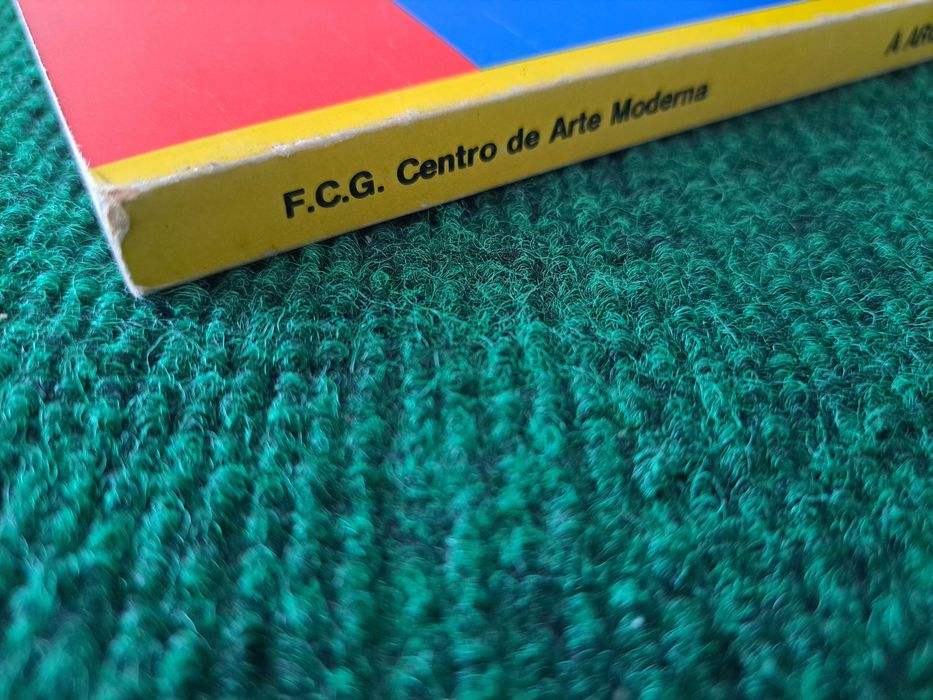 F.C.G. Centro de Arte Moderna
A